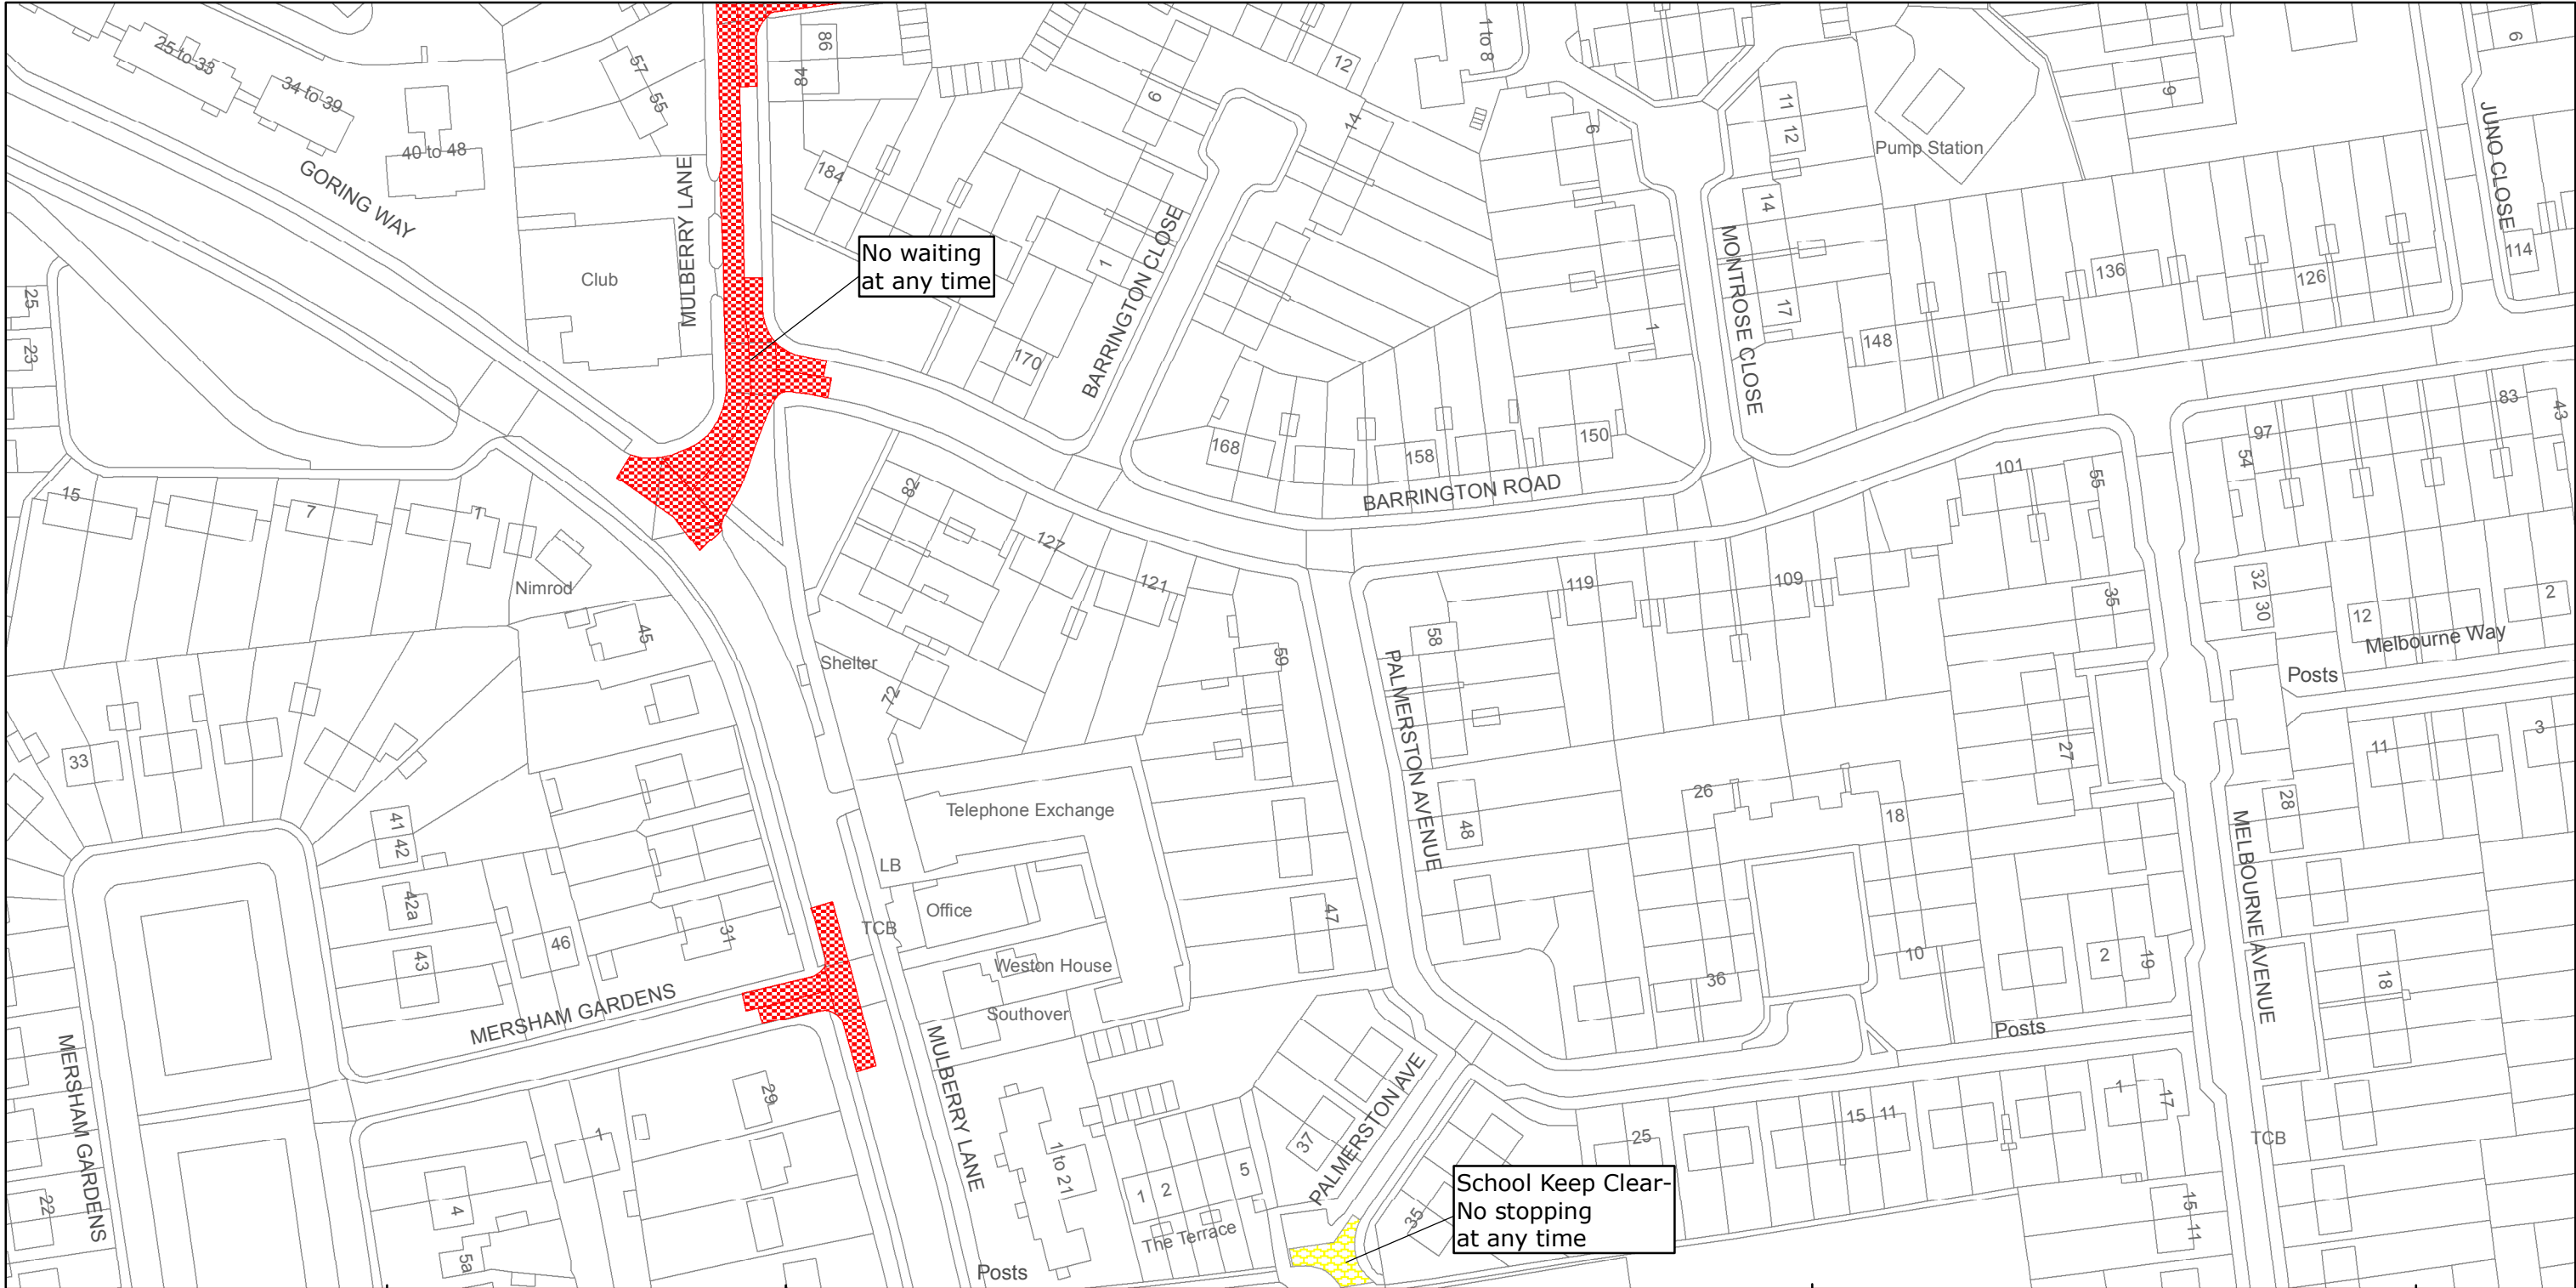 25 to 33
34 to 39
40 to 48
GORING WAY
57
55
MULBERRY LANE
Club
86
84
184
6
12
14
1 to 8
6
11
12
14
17
Pump Station
9
6
JUNO CLOSE
114
No waiting
at any time
1
BARRINGTON CLOSE
170
MONTROSE CLOSE
1
148
136
126
25
23
168
158
150
BARRINGTON ROAD
97
83
43
54
101
55
15
7
1
Nimrod
45
82
127
121
Shelter
72
59
58
PALMERSTON AVENUE
119
109
35
32
30
12
2
Melbourne Way
Posts
33
41
42
42a
43
46
31
Telephone Exchange
LB
Office
TCB
Weston House
Southover
48
47
26
18
27
28
11
3
MELBOURNE AVENUE
36
10
2
19
18
Posts
MERSHAM GARDENS
MERSHAM GARDENS
MULBERRY LANE
29
1
4
5a
22
1 to 21
1
2
5
The Terrace
Posts
37
PALMERSTON AVE
35
25
15
11
1
17
TCB
15
11
School Keep Clear-
No stopping
at any time